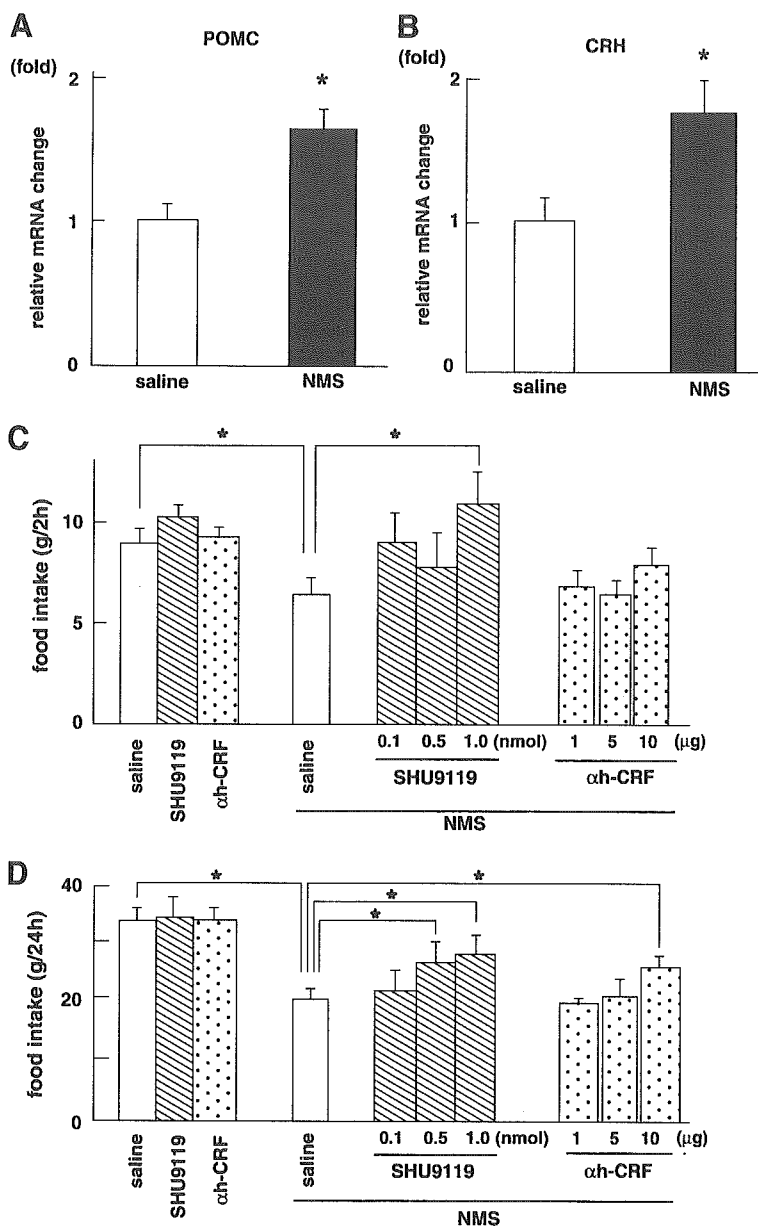 A
POMC
(fold)
2
*
1
0
relative mRNA change
saline
NMS
B
CRH
(fold)
2
*
1
0
relative mRNA change
saline
NMS
C
*
*
10
5
0
food intake (g/2h)
saline
SHU9119
αh-CRF
saline
0.1 0.5 1.0 (nmol)
SHU9119
1 5 10 (μg)
αh-CRF
NMS
D
*
*
*
*
40
20
0
food intake (g/24h)
saline
SHU9119
αh-CRF
saline
0.1 0.5 1.0 (nmol)
SHU9119
1 5 10 (μg)
αh-CRF
NMS